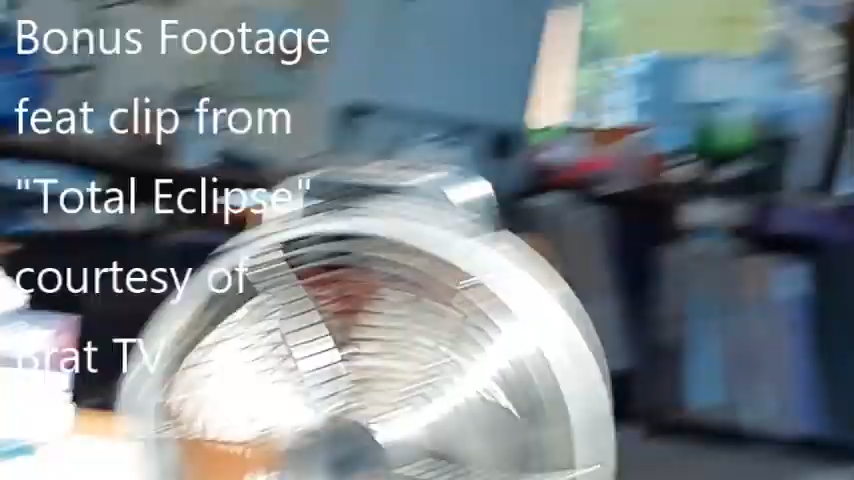 Bonus Footage
feat clip from
"Total Eclipse"
courtesy of
Brat TV